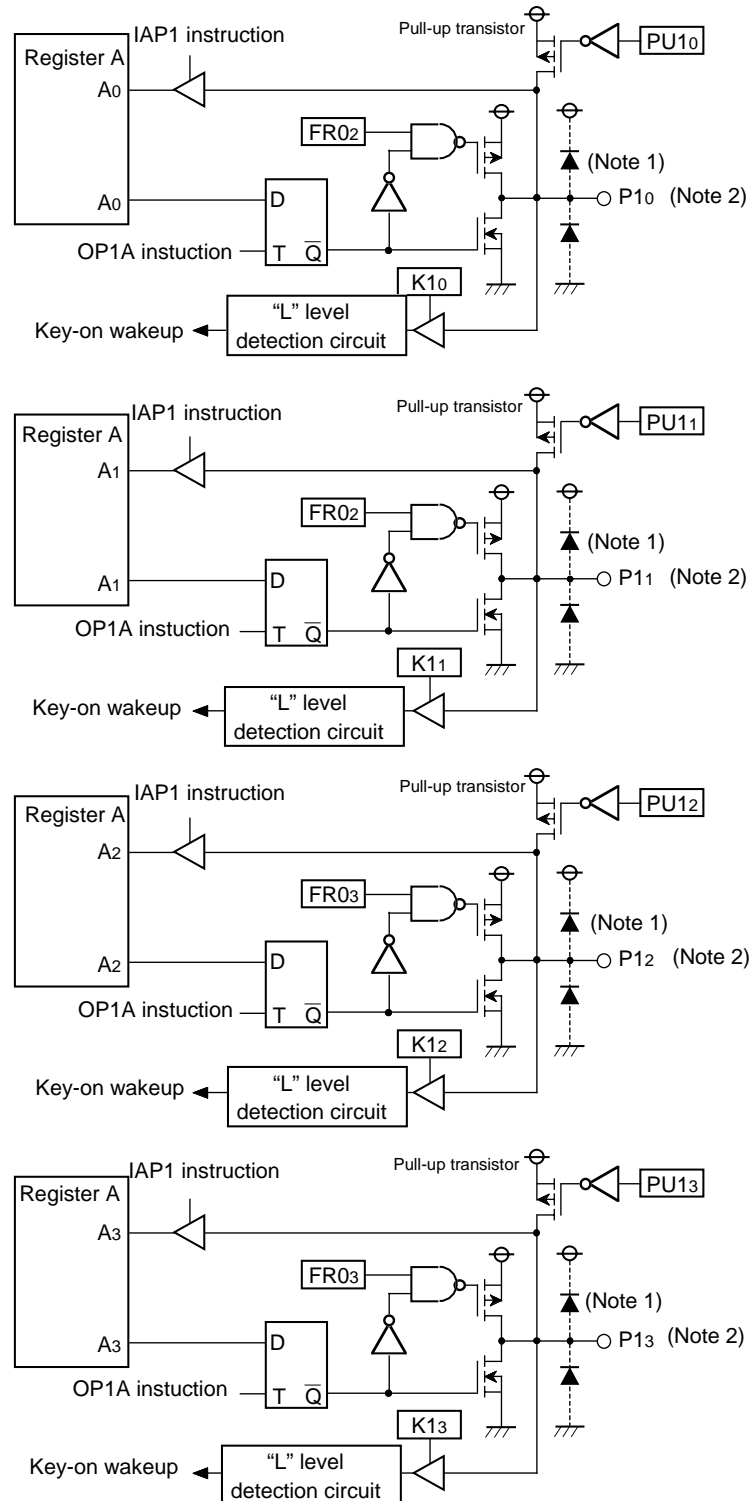 IAP1 instruction
Pull-up transistor
PU10
Register A
A0
FR02
(Note 1)
A0
D
P10 (Note 2)
OP1A instuction
T Q
K10
Key-on wakeup
“L” level
detection circuit
IAP1 instruction
Pull-up transistor
PU11
Register A
A1
FR02
(Note 1)
A1
D
P11 (Note 2)
OP1A instuction
T Q
K11
Key-on wakeup
“L” level
detection circuit
IAP1 instruction
Pull-up transistor
PU12
Register A
A2
FR03
(Note 1)
A2
D
P12 (Note 2)
OP1A instuction
T Q
K12
Key-on wakeup
“L” level
detection circuit
IAP1 instruction
Pull-up transistor
PU13
Register A
A3
FR03
(Note 1)
A3
D
P13 (Note 2)
OP1A instuction
T Q
K13
Key-on wakeup
“L” level
detection circuit